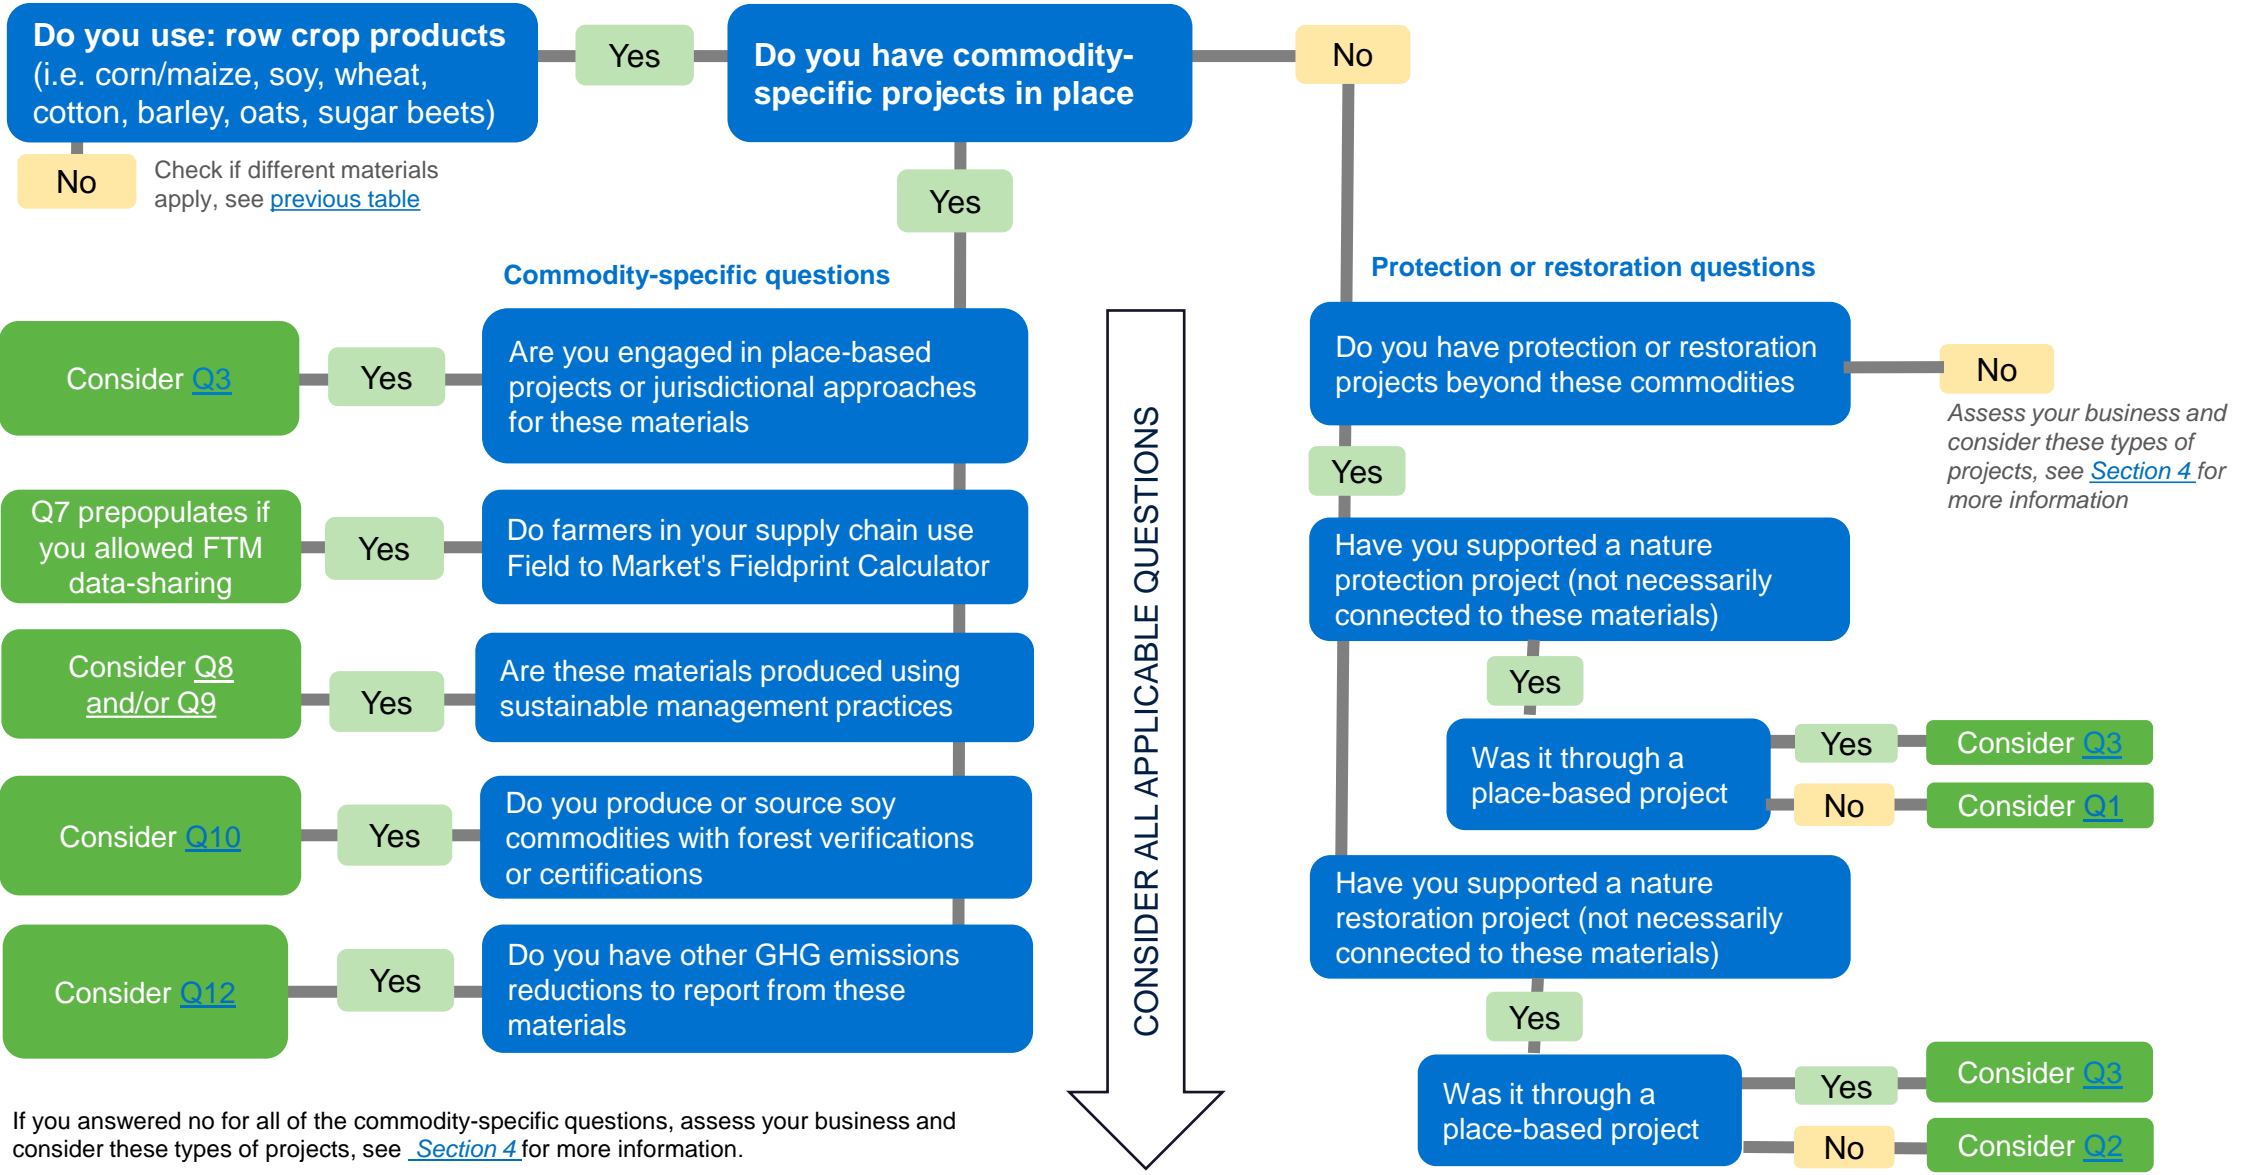 Do you use: row crop products
(i.e. corn/maize, soy, wheat,
cotton, barley, oats, sugar beets)
Yes
Do you have commodity-
specific projects in place
No
No
Check if different materials
apply, see previous table
Yes
Commodity-specific questions
Consider Q3
Yes
Are you engaged in place-based
projects or jurisdictional approaches
for these materials
Q7 prepopulates if
you allowed FTM
data-sharing
Yes
Do farmers in your supply chain use
Field to Market's Fieldprint Calculator
Consider Q8
and/or Q9
Yes
Are these materials produced using
sustainable management practices
Consider Q10
Yes
Do you produce or source soy
commodities with forest verifications
or certifications
Consider Q12
Yes
Do you have other GHG emissions
reductions to report from these
materials
If you answered no for all of the commodity-specific questions, assess your business and
consider these types of projects, see Section 4 for more information.
CONSIDER ALL APPLICABLE QUESTIONS
Protection or restoration questions
Do you have protection or restoration
projects beyond these commodities
No
Assess your business and
consider these types of
projects, see Section 4 for
more information
Yes
Have you supported a nature
protection project (not necessarily
connected to these materials)
Yes
Was it through a
place-based project
Yes
Consider Q3
No
Consider Q1
Have you supported a nature
restoration project (not necessarily
connected to these materials)
Yes
Was it through a
place-based project
Yes
Consider Q3
No
Consider Q2